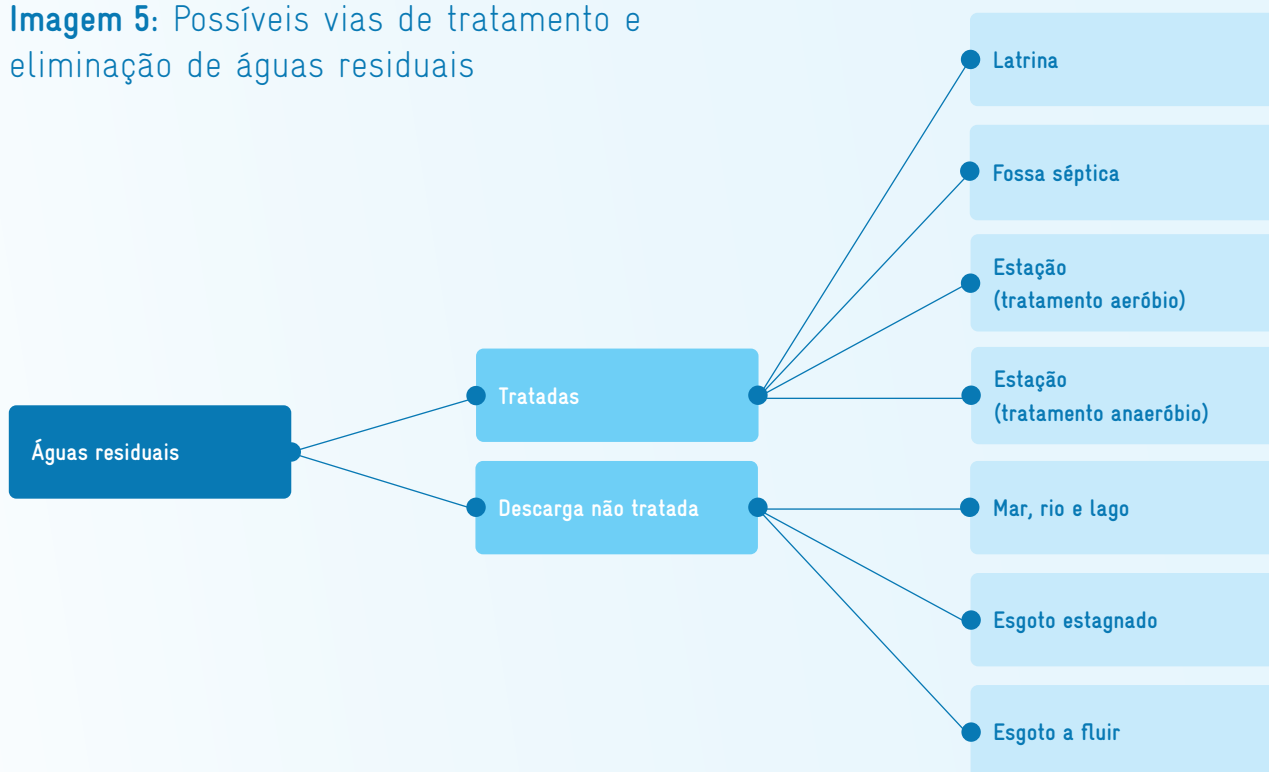 Imagem 5: Possíveis vias de tratamento e
eliminação de águas residuais
Águas residuais
Tratadas
Descarga não tratada
Latrina
Fossa séptica
Estação
(tratamento aeróbio)
Estação
(tratamento anaeróbio)
Mar, rio e lago
Esgoto estagnado
Esgoto a fluir